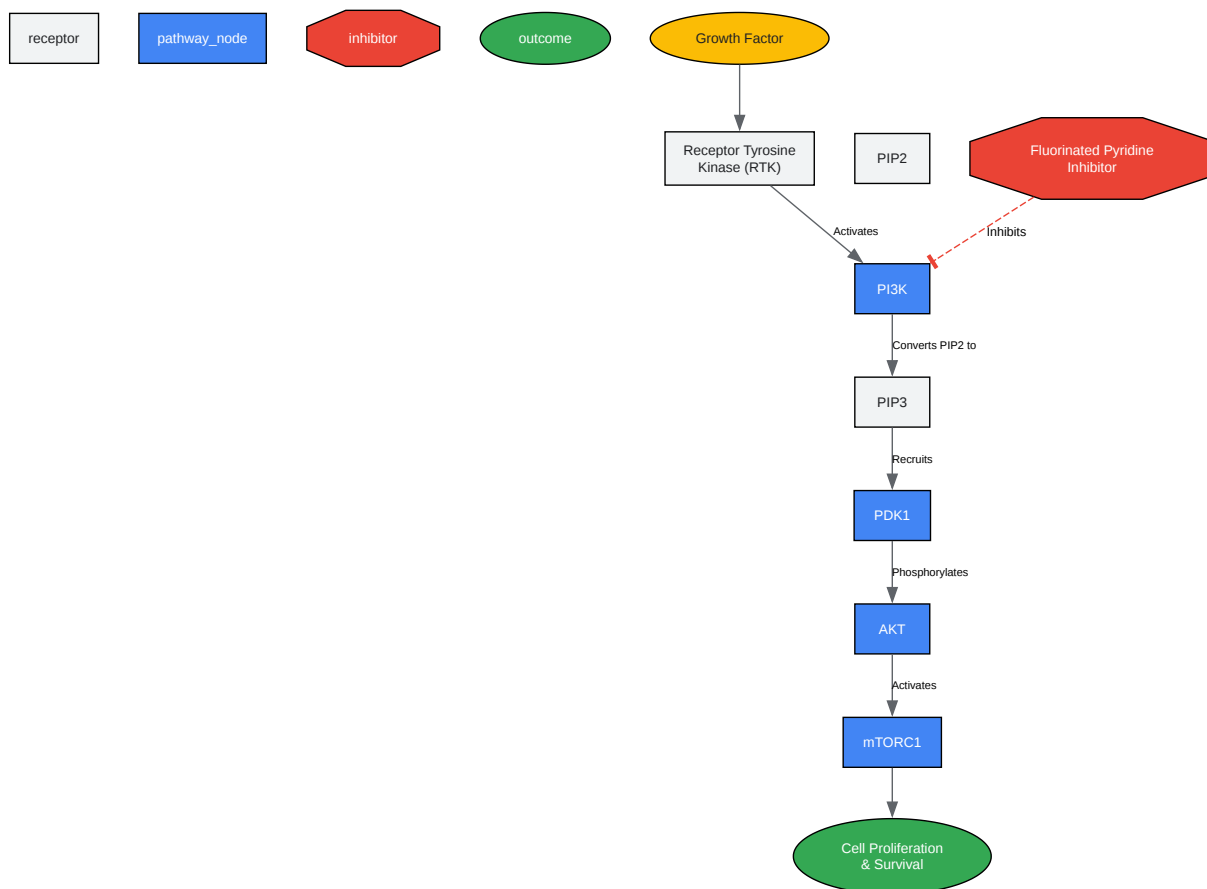 receptor
pathway_node
inhibitor
outcome
Growth Factor
Receptor Tyrosine
Kinase (RTK)
PIP2
Fluorinated Pyridine
Inhibitor
Activates
Inhibits
PI3K
Converts PIP2 to
PIP3
Recruits
PDK1
Phosphorylates
AKT
Activates
mTORC1
Cell Proliferation
& Survival